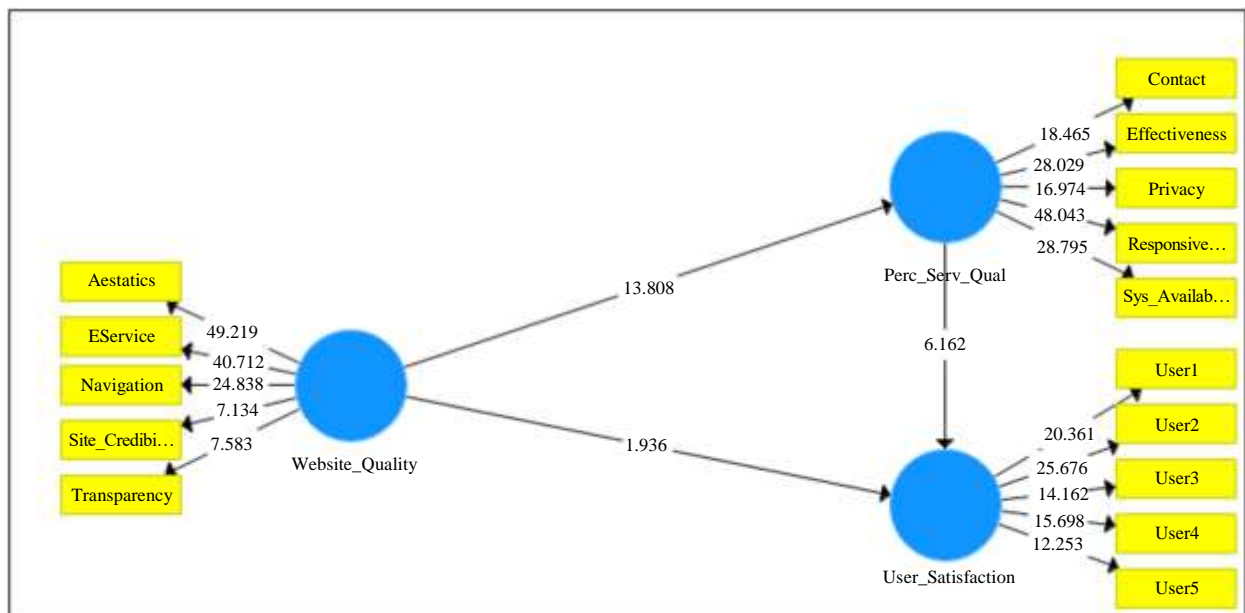 Aestatics
EService
Navigation
Site_Credibi...
Transparency
49.219
40.712
24.838
7.134
7.583
Website_Quality
13.808
1.936
Perc_Serv_Qual
6.162
User_Satisfaction
18.465
28.029
16.974
48.043
28.795
Contact
Effectiveness
Privacy
Responsive...
Sys_Availab...
20.361
25.676
14.162
15.698
12.253
User1
User2
User3
User4
User5